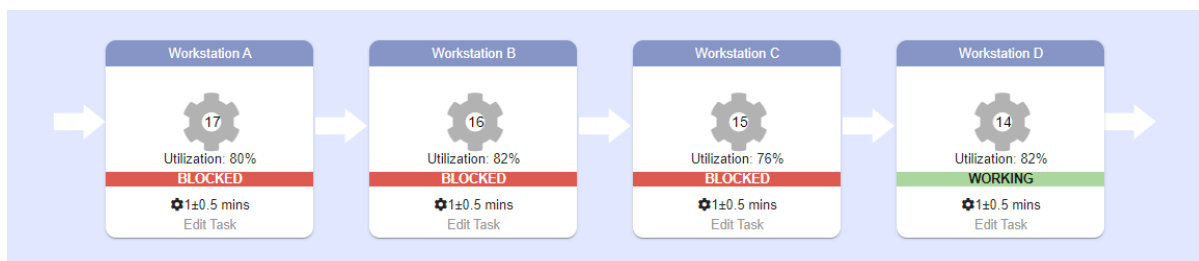 Workstation A
17
Utilization: 80%
BLOCKED
1±0.5 mins
Edit Task
Workstation B
16
Utilization: 82%
BLOCKED
1±0.5 mins
Edit Task
Workstation C
15
Utilization: 76%
BLOCKED
1±0.5 mins
Edit Task
Workstation D
14
Utilization: 82%
WORKING
1±0.5 mins
Edit Task